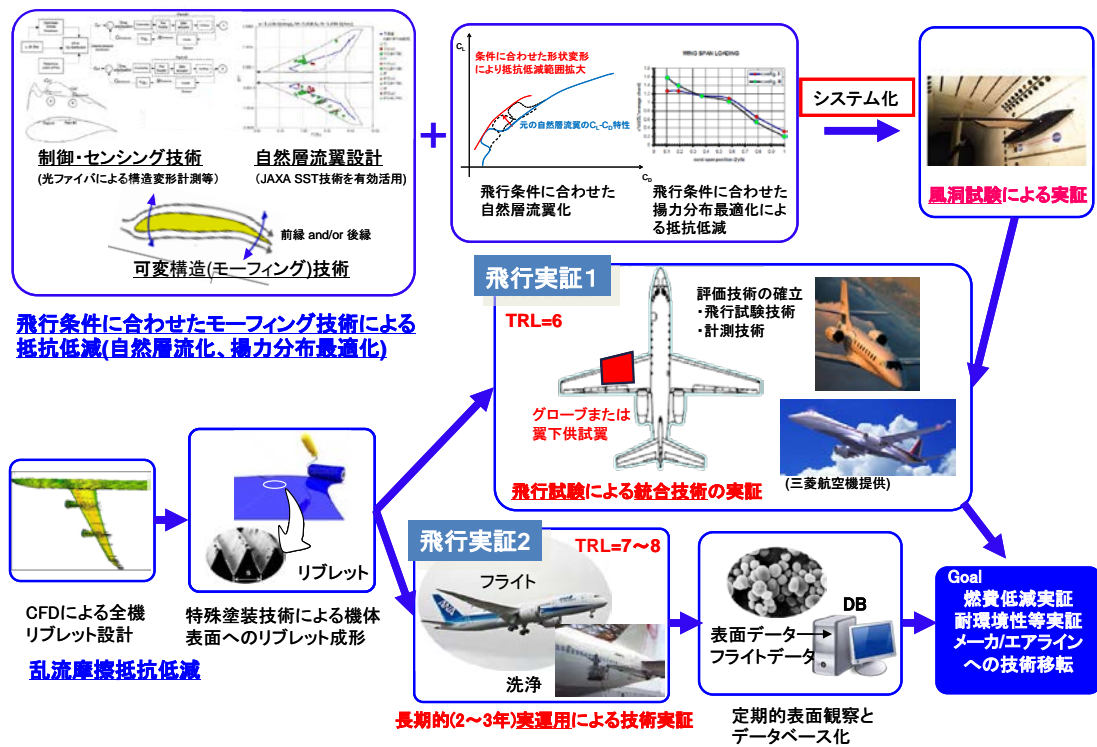 制御・センシング技術
(光ファイバによる構造変形計測等)
自然層流翼設計
(JAXA SST技術を有効活用)
前縁 and/or 後縁
可変構造(モーフィング)技術
+
CL
条件に合わせた形状変形
により抵抗低減範囲拡大
元の自然層流翼のCL-CD特性
CD
飛行条件に合わせた
自然層流翼化
WING SPAN LOADING
飛行条件に合わせた
揚力分布最適化によ
る抵抗低減
システム化
風洞試験による実証
飛行条件に合わせたモーフィング技術による
抵抗低減(自然層流化、揚力分布最適化)
飛行実証1
TRL=6
評価技術の確立
・飛行試験技術
・計測技術
グローブまたは
翼下供試翼
(三菱航空機提供)
飛行試験による統合技術の実証
CFDによる全機
リブレット設計
リブレット
特殊塗装技術による機体
表面へのリブレット成形
乱流摩擦抵抗低減
飛行実証2
TRL=7～8
フライト
ANA
洗浄
長期的(2～3年)実運用による技術実証
DB
表面データ
フライトデータ
定期的表面観察と
データベース化
Goal
燃費低減実証
耐環境性等実証
メーカ/エアライン
への技術移転